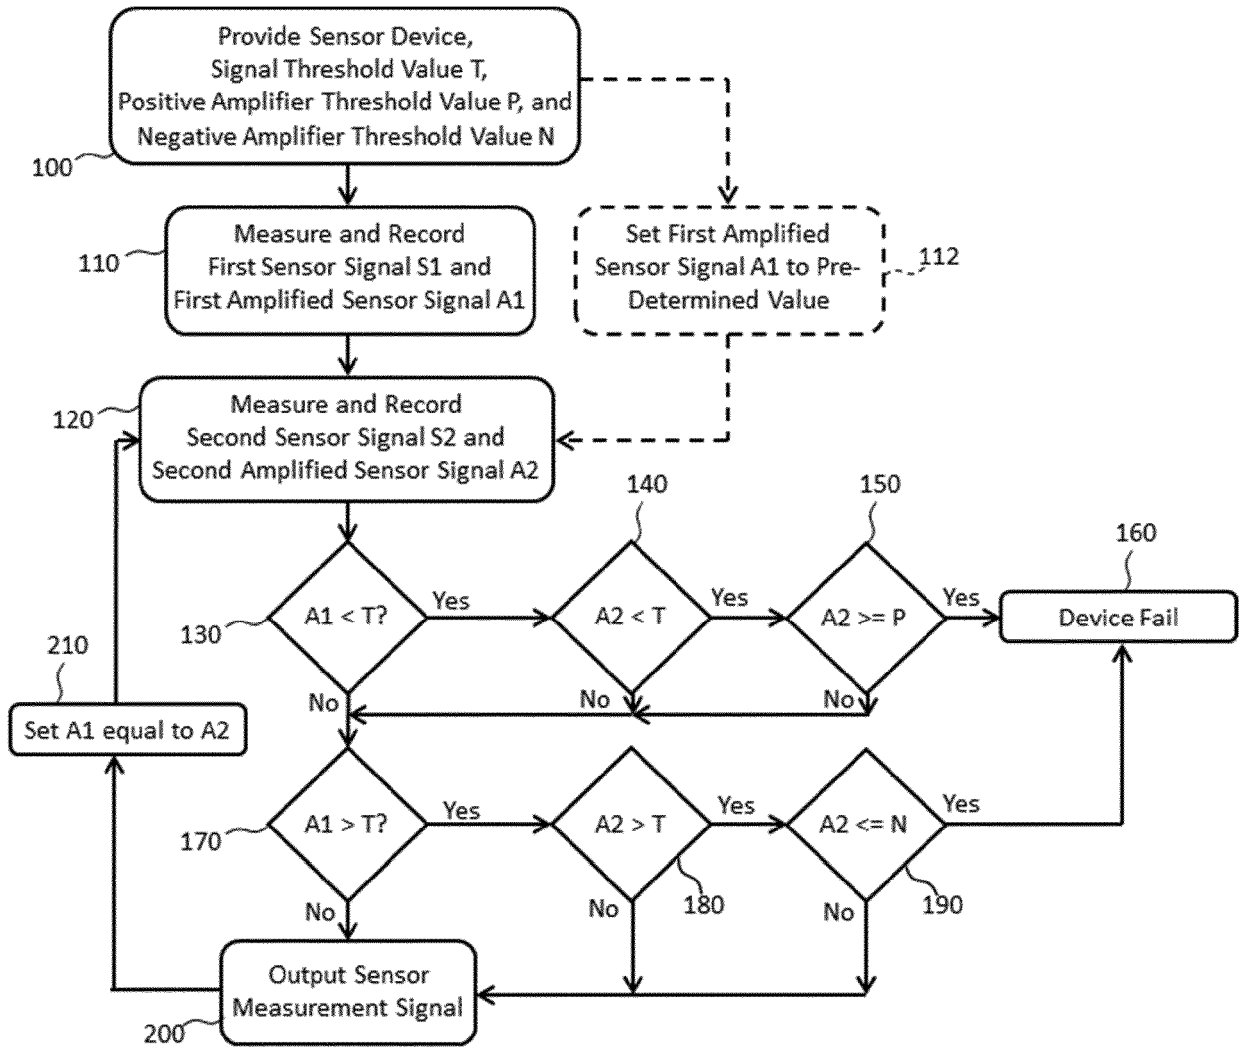 Provide Sensor Device,
Signal Threshold Value T,
Positive Amplifier Threshold Value P, and
Negative Amplifier Threshold Value N
100
Measure and Record
First Sensor Signal S1 and
First Amplified Sensor Signal A1
110
Set First Amplified
Sensor Signal A1 to Pre-
Determined Value
112
Measure and Record
Second Sensor Signal S2 and
Second Amplified Sensor Signal A2
120
A1 < T?
130
Yes
No
A2 < T
140
Yes
No
A2 >= P
150
Yes
No
Device Fail
160
A1 > T?
170
Yes
No
A2 > T
180
Yes
No
A2 <= N
190
Yes
No
Output Sensor
Measurement Signal
200
Set A1 equal to A2
210